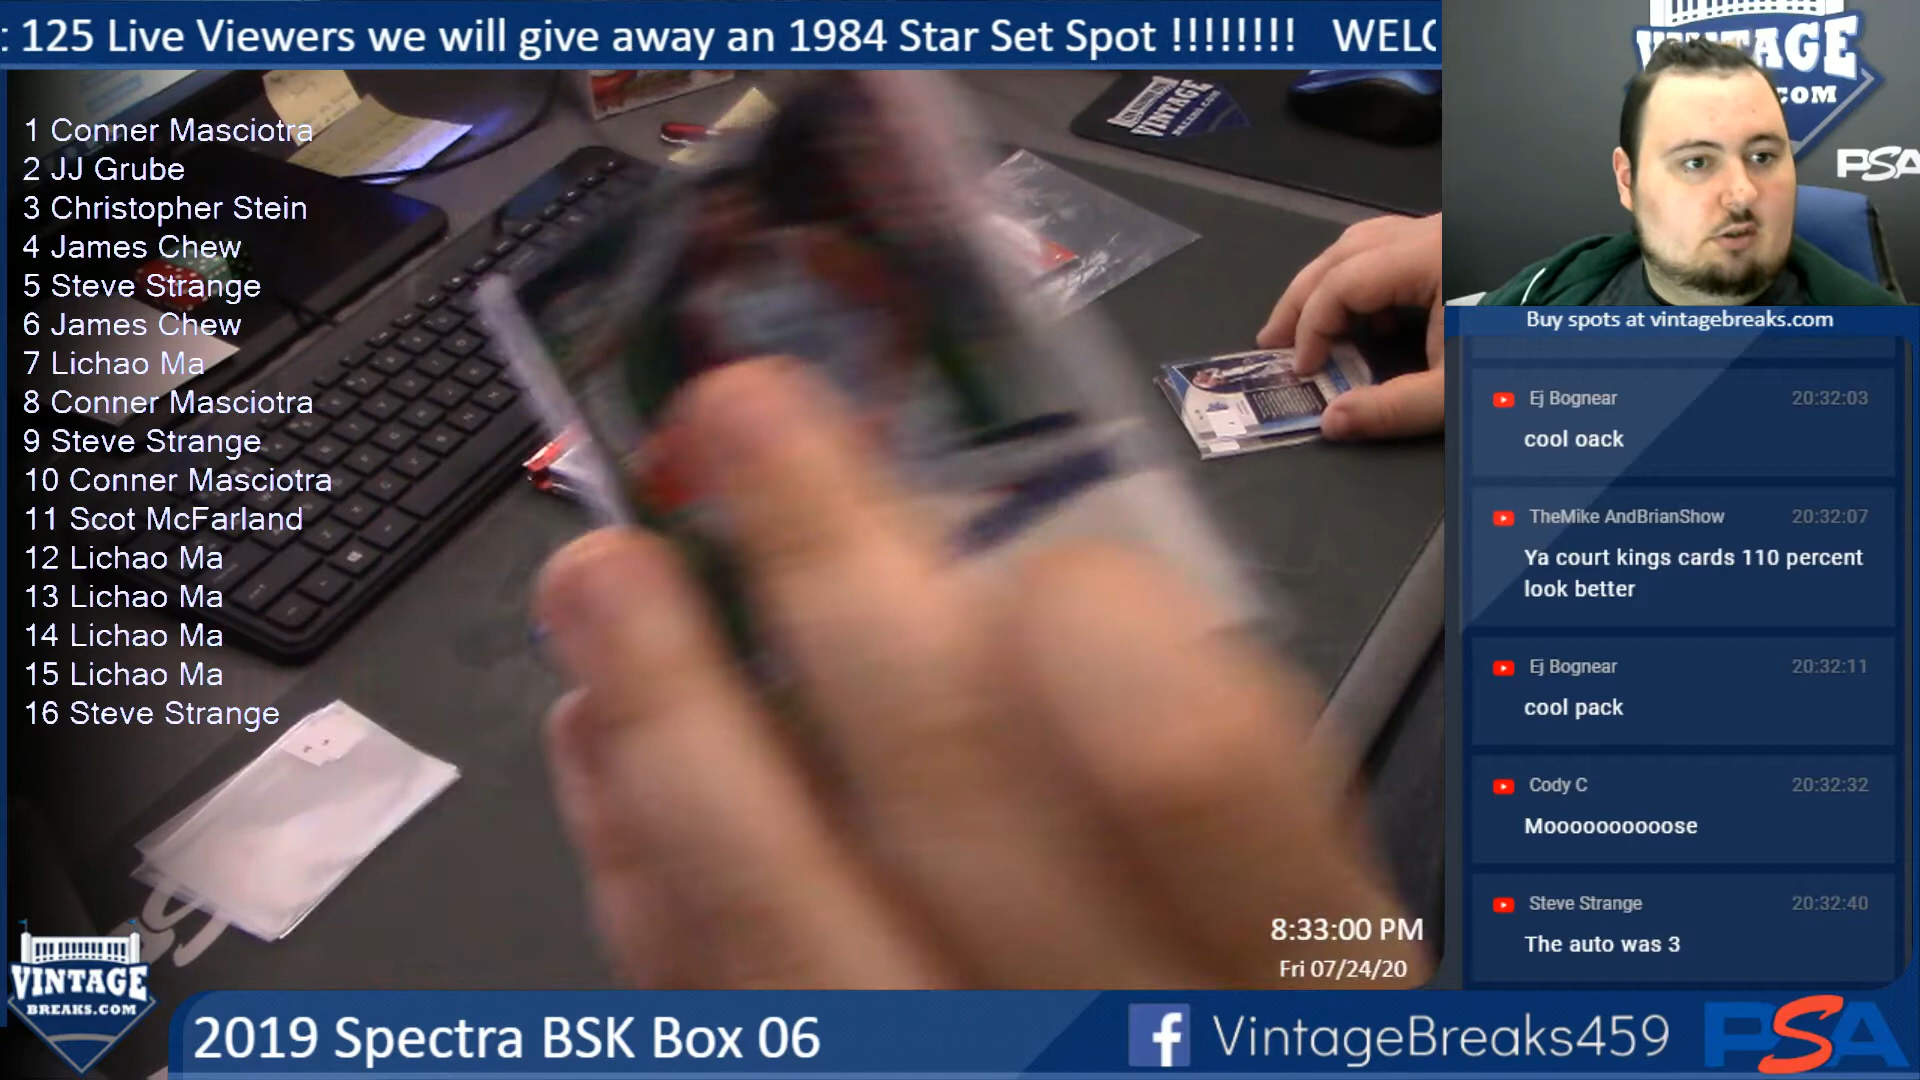 : 125 Live Viewers we will give away an 1984 Star Set Spot !!!!!!!! WELC
VINTAGE
.COM
PSA
VINTAGE
BREAKS.COM
1 Conner Masciotra
2 JJ Grube
3 Christopher Stein
4 James Chew
5 Steve Strange
6 James Chew
7 Lichao Ma
8 Conner Masciotra
9 Steve Strange
10 Conner Masciotra
11 Scot McFarland
12 Lichao Ma
13 Lichao Ma
14 Lichao Ma
15 Lichao Ma
16 Steve Strange
Buy spots at vintagebreaks.com
Ej Bognear 20:32:03
cool oack
TheMike AndBrianShow 20:32:07
Ya court kings cards 110 percent
look better
Ej Bognear 20:32:11
cool pack
Cody C 20:32:32
Moooooooooose
Steve Strange 20:32:40
The auto was 3
8:33:00 PM
Fri 07/24/20
VINTAGE
BREAKS.COM
2019 Spectra BSK Box 06
VintageBreaks459
PSA